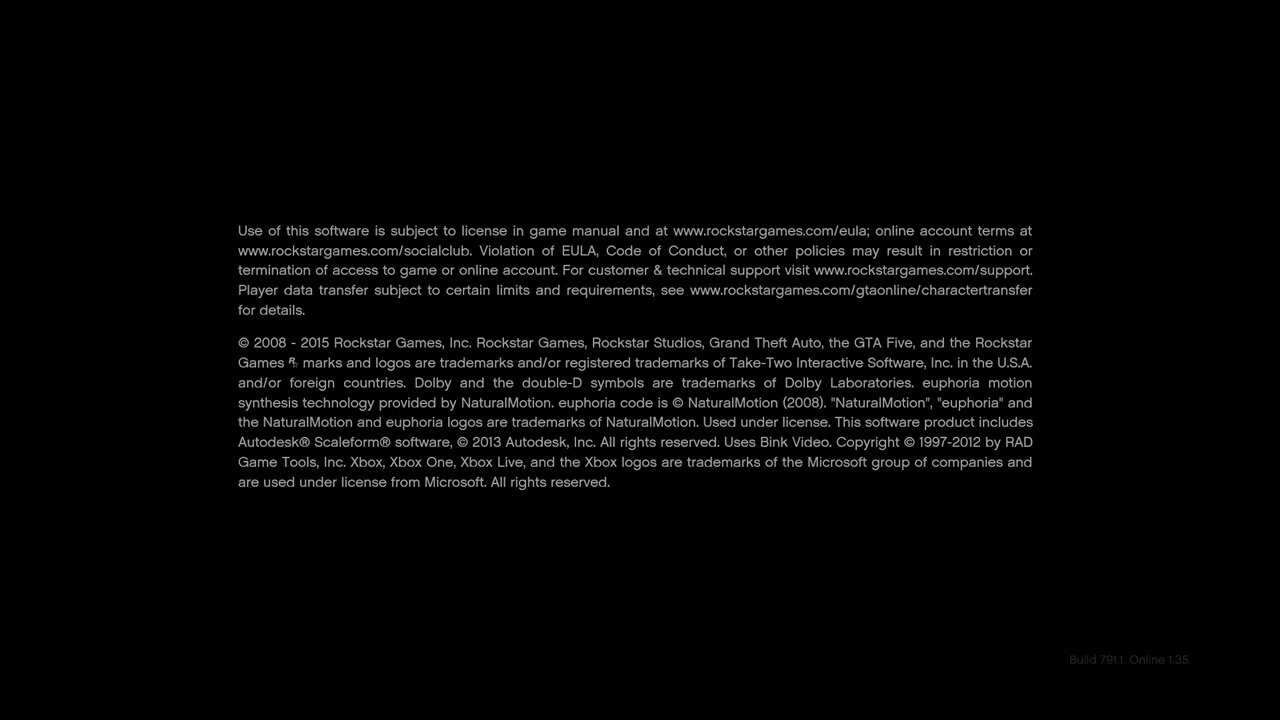 Use of this software is subject to license in game manual and at www.rockstargames.com/eula; online account terms at
www.rockstargames.com/socialclub. Violation of EULA, Code of Conduct, or other policies may result in restriction or
termination of access to game or online account. For customer & technical support visit www.rockstargames.com/support.
Player data transfer subject to certain limits and requirements, see www.rockstargames.com/gtaonline/charactertransfer
for details.
© 2008 - 2015 Rockstar Games, Inc. Rockstar Games, Rockstar Studios, Grand Theft Auto, the GTA Five, and the Rockstar
Games R* marks and logos are trademarks and/or registered trademarks of Take-Two Interactive Software, Inc. in the U.S.A.
and/or foreign countries. Dolby and the double-D symbols are trademarks of Dolby Laboratories. euphoria motion
synthesis technology provided by NaturalMotion. euphoria code is © NaturalMotion (2008). "NaturalMotion", "euphoria" and
the NaturalMotion and euphoria logos are trademarks of NaturalMotion. Used under license. This software product includes
Autodesk® Scaleform® software, © 2013 Autodesk, Inc. All rights reserved. Uses Bink Video. Copyright © 1997-2012 by RAD
Game Tools, Inc. Xbox, Xbox One, Xbox Live, and the Xbox logos are trademarks of the Microsoft group of companies and
are used under license from Microsoft. All rights reserved.
Build 791.1. Online 1.35.